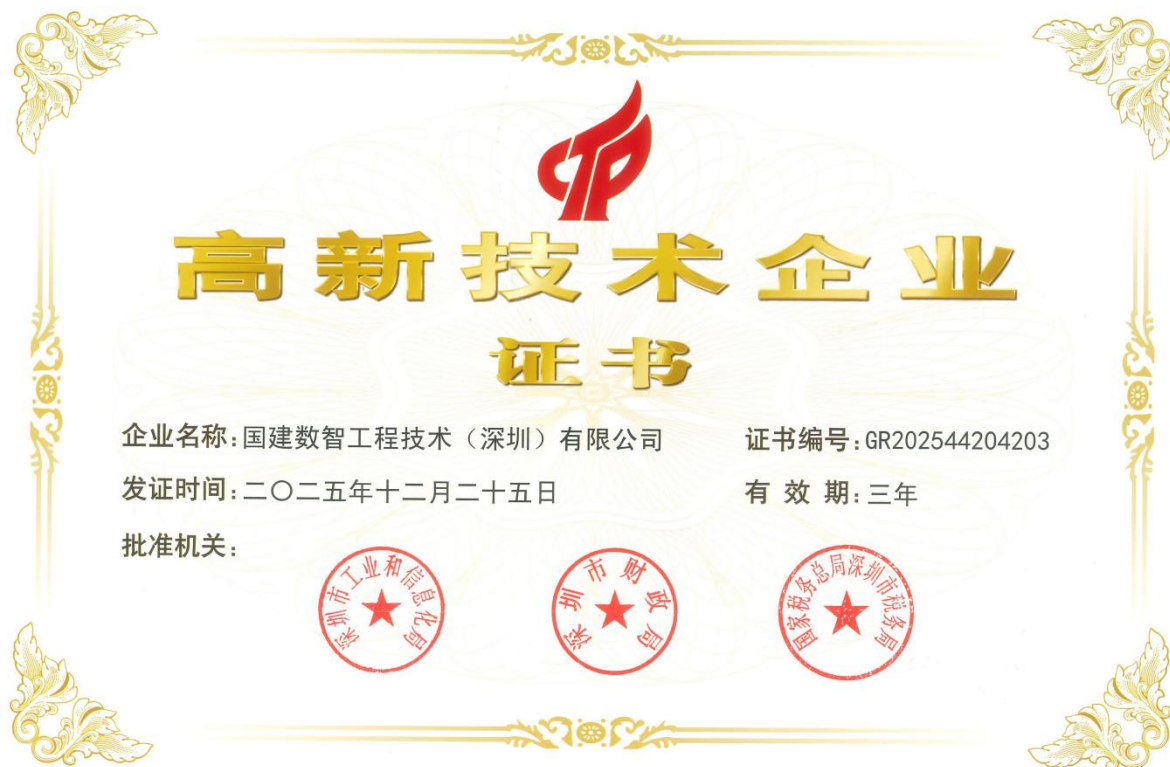 高新技术企业
证书
企业名称:国建数智工程技术（深圳）有限公司
证书编号:GR202544204203
发证时间:二〇二五年十二月二十五日
有 效 期:三年
批准机关:
深圳市工业和信息化局
深圳市财政局
国家税务总局深圳市税务局